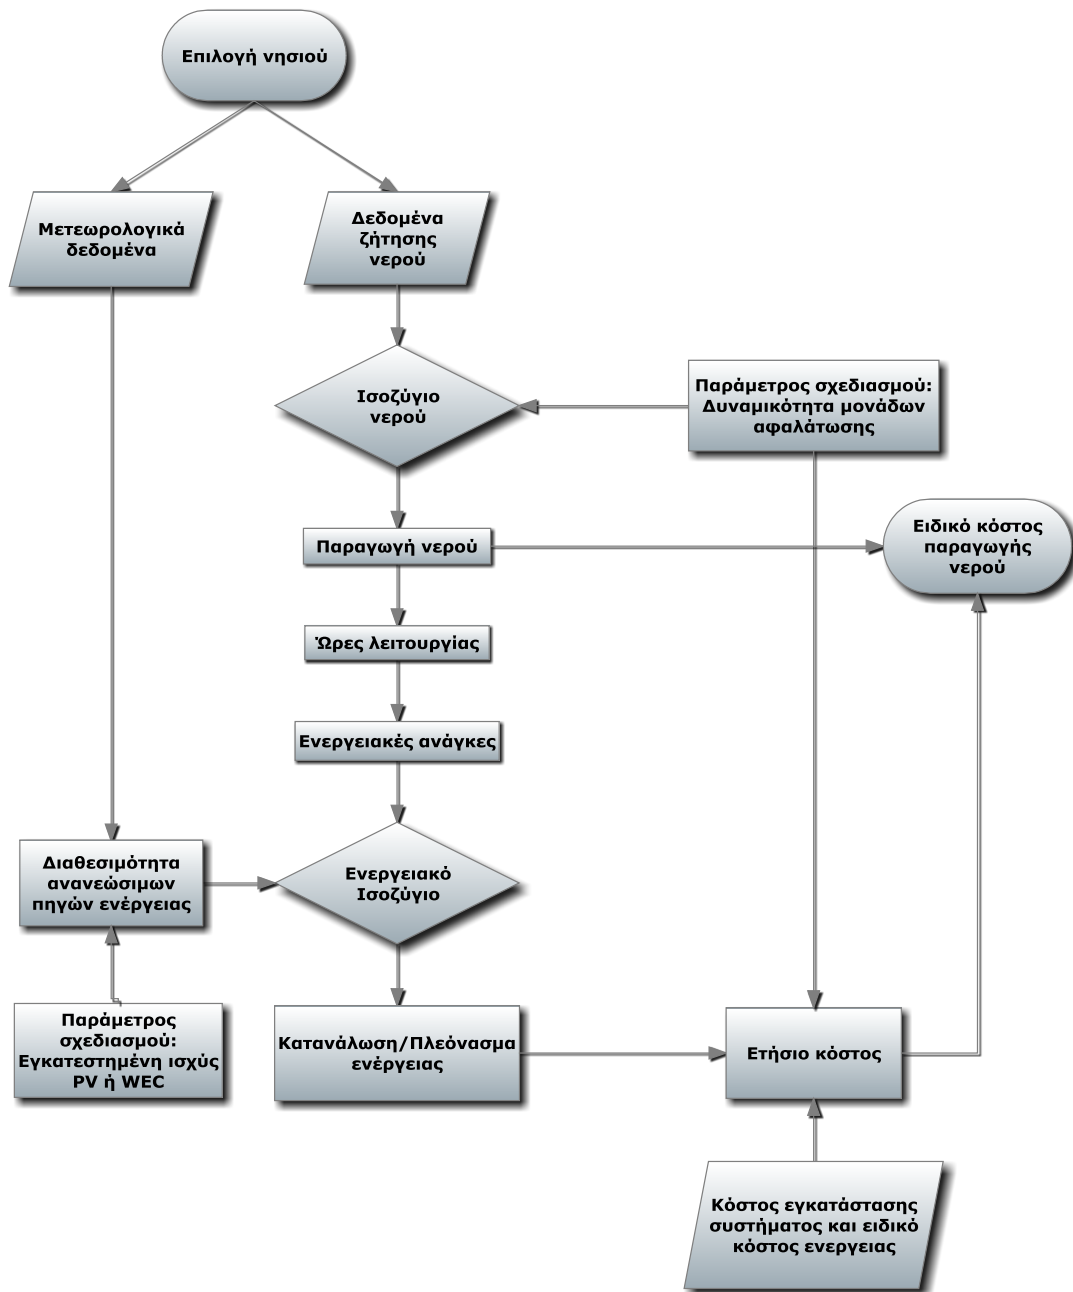 Επιλογή νησιού
Μετεωρολογικά
δεδομένα
Δεδομένα
ζήτησης
νερού
Ισοζύγιο
νερού
Παράμετρος σχεδιασμού:
Δυναμικότητα μονάδων
αφαλάτωσης
Παραγωγή νερού
Ειδικό κόστος
παραγωγής
νερού
Ώρες λειτουργίας
Ενεργειακές ανάγκες
Διαθεσιμότητα
ανανεώσιμων
πηγών ενέργειας
Ενεργειακό
Ισοζύγιο
Παράμετρος
σχεδιασμού:
Εγκατεστημένη ισχύς
PV ή WEC
Κατανάλωση/Πλεόνασμα
ενέργειας
Ετήσιο κόστος
Κόστος εγκατάστασης
συστήματος και ειδικό
κόστος ενεργειας